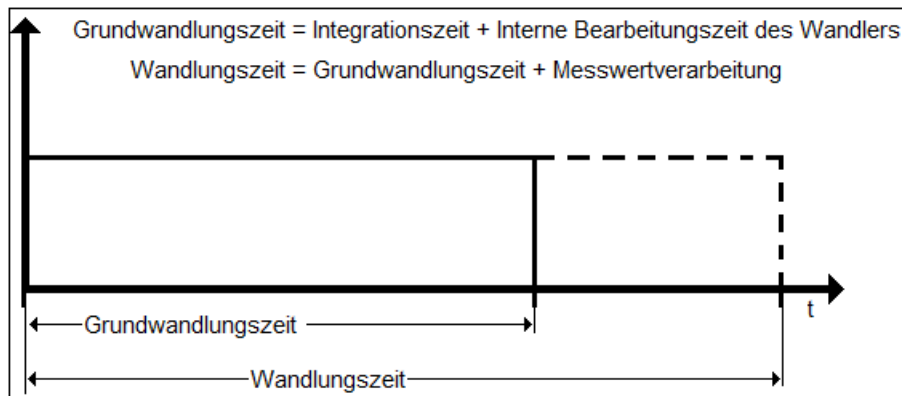 Grundwandlungszeit = Integrationszeit + Interne Bearbeitungszeit des Wandlers
Wandlungszeit = Grundwandlungszeit + Messwertverarbeitung
t
Grundwandlungszeit
Wandlungszeit